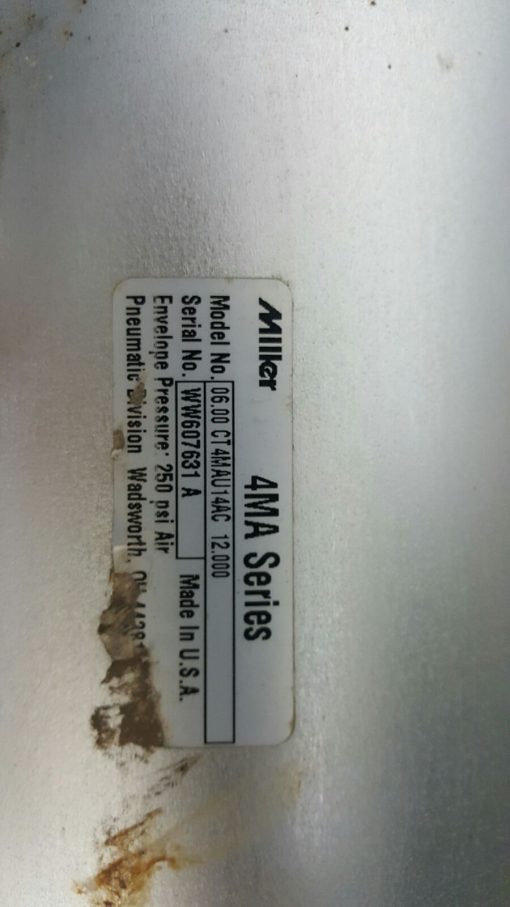 Miller 4MA Series
Model No. 06.00 CT4MAU14AC 12.000
Serial No. WW607631 A Made In U.S.A.
Envelope Pressure: 250 psi Air
Pneumatic Division Wadsworth, OH